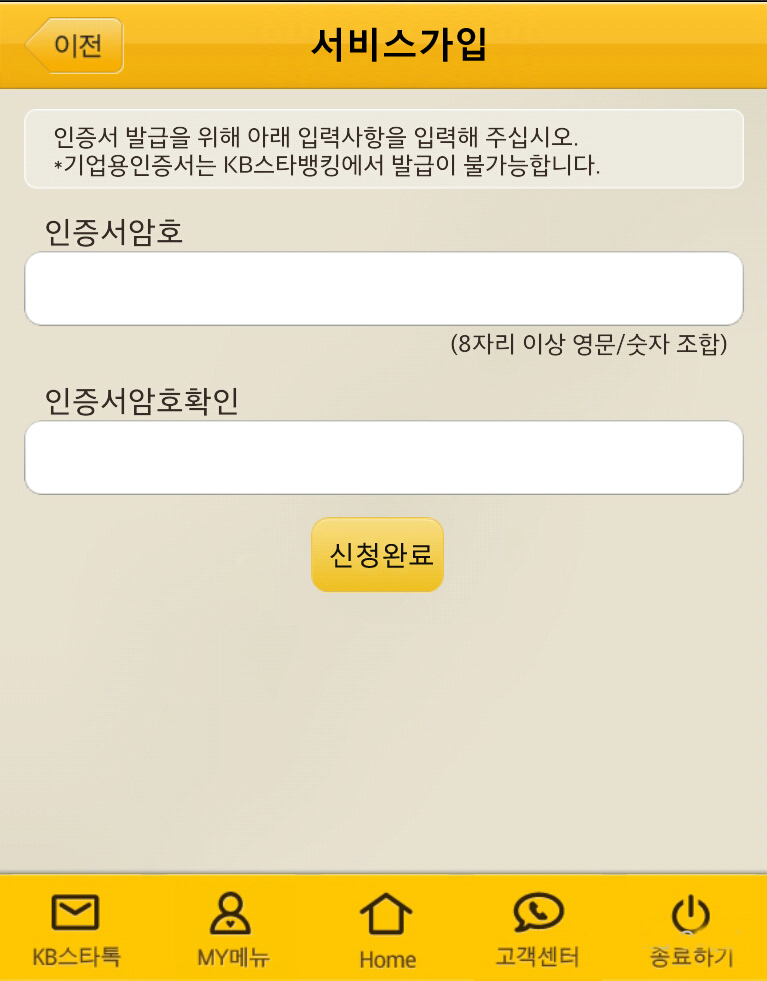 이전
서비스가입
인증서 발급을 위해 아래 입력사항을 입력해 주십시오.
*기업용인증서는 KB스타뱅킹에서 발급이 불가능합니다.
인증서암호
(8자리 이상 영문/숫자 조합)
인증서암호확인
신청완료
KB스타톡
MY메뉴
Home
고객센터
종료하기